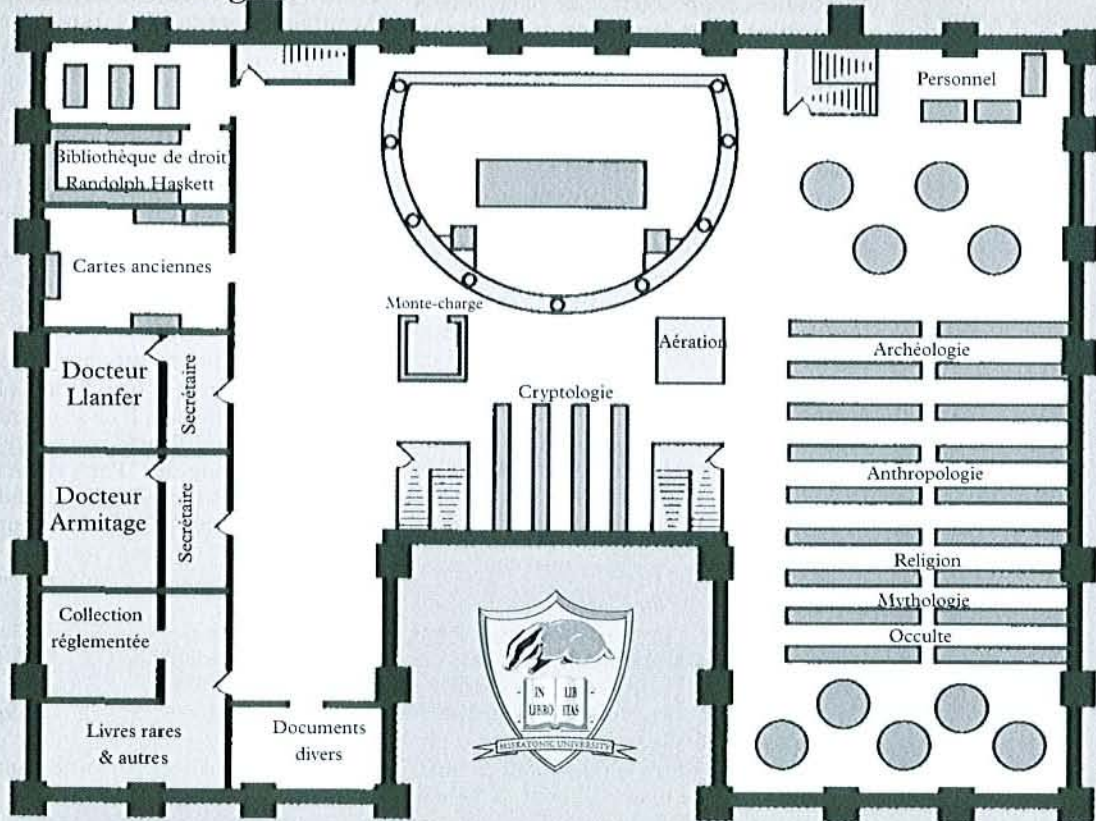 Personnel
Bibliothèque de droit
Randolph Haskett
Cartes anciennes
Monte-charge
Aération
Archéologie
Docteur
Llanfer
Secrétaire
Cryptologie
Anthropologie
Docteur
Armitage
Secrétaire
Religion
Mythologie
Occulte
Collection
réglementée
IN LIB
LIBRO ITAS
MISKATONIC UNIVERSITY
Livres rares
& autres
Documents
divers